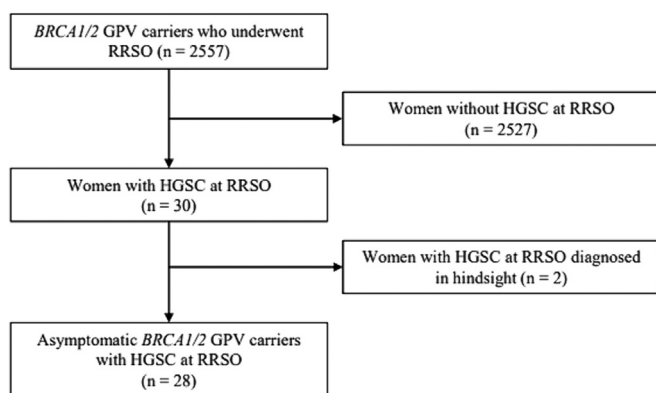 BRCA1/2 GPV carriers who underwent
RRSO (n = 2557)
Women without HGSC at RRSO
(n = 2527)
Women with HGSC at RRSO
(n = 30)
Women with HGSC at RRSO diagnosed
in hindsight (n = 2)
Asymptomatic BRCA1/2 GPV carriers
with HGSC at RRSO
(n = 28)